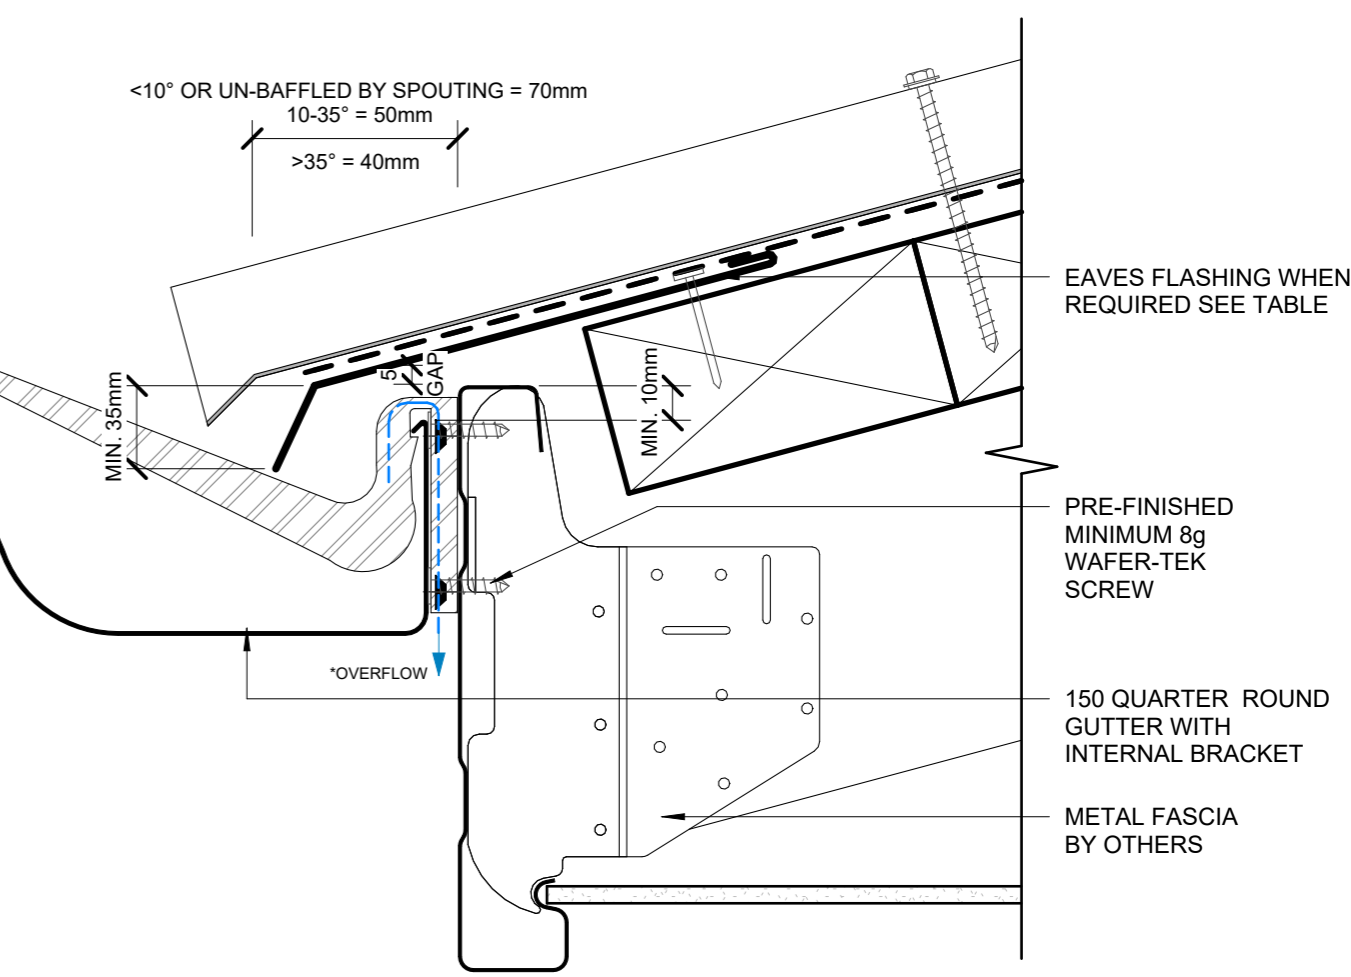 <10° OR UN-BAFFLED BY SPOUTING = 70mm
10-35° = 50mm
>35° = 40mm
EAVES FLASHING WHEN
REQUIRED SEE TABLE
MIN. 35mm
5
GAP
MIN. 10mm
PRE-FINISHED
MINIMUM 8g
WAFER-TEK
SCREW
*OVERFLOW
150 QUARTER ROUND
GUTTER WITH
INTERNAL BRACKET
METAL FASCIA
BY OTHERS